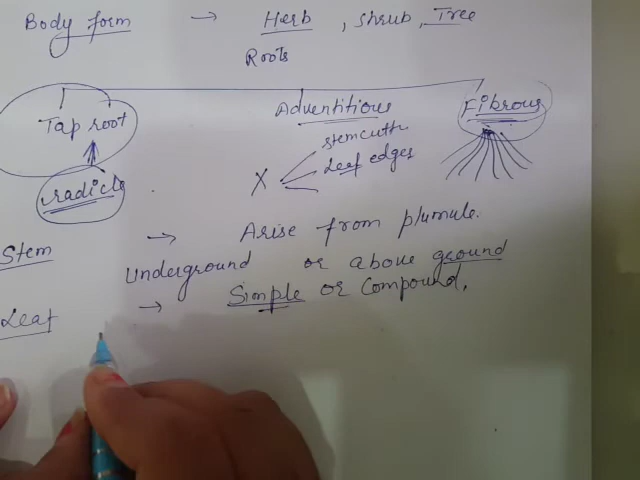 Body form → Herb, shrub, Tree
Roots
Tap root Adventitious Fibrous
radicle X stemcuttn
Leaf edges
Stem → Arise from plumule.
Underground or above ground
Leaf → Simple or Compound,